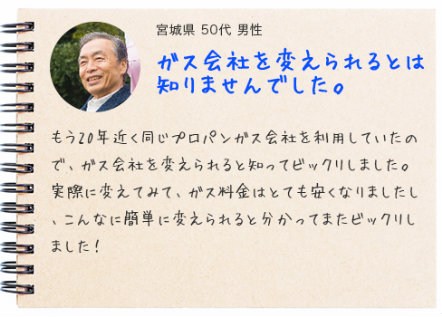 宮城県 50代 男性
ガス会社を変えられるとは
知りませんでした。
もう20年近く同じプロパンガス会社を利用していたの
で、ガス会社を変えられると知ってビックリしました。
実際に変えてみて、ガス料金はとても安くなりましたし
、こんなに簡単に変えられると分かってまたビックリし
ました!